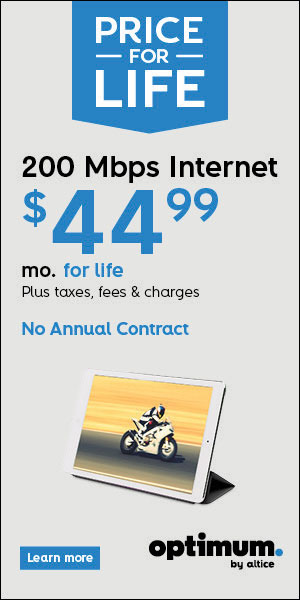 PRICE
FOR
LIFE
200 Mbps Internet
$44.99
mo. for life
Plus taxes, fees & charges
No Annual Contract
Learn more
optimum.
by altice